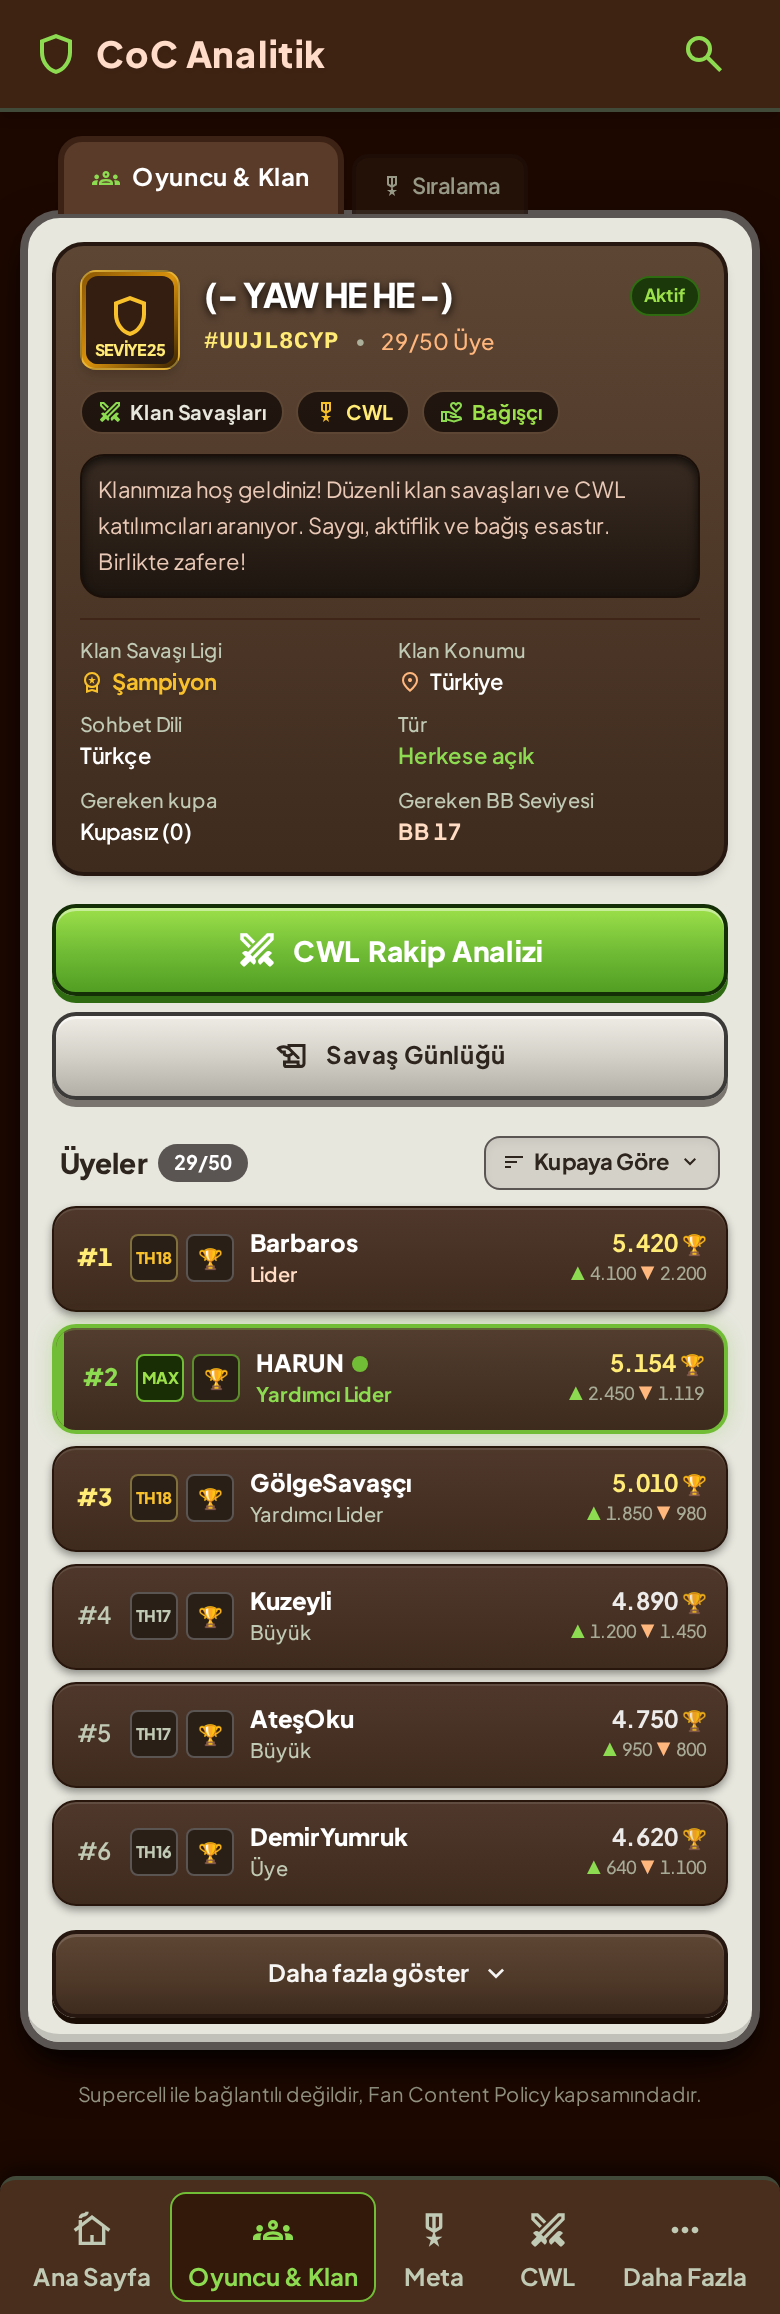 CoC Analitik
Oyuncu & Klan
Sıralama
(- YAW HE HE -)
Aktif
SEVİYE25
#UUJL8CYP • 29/50 Üye
Klan Savaşları
CWL
Bağışçı
Klanımıza hoş geldiniz! Düzenli klan savaşları ve CWL
katılımcıları aranıyor. Saygı, aktiflik ve bağış esastır.
Birlikte zafere!
Klan Savaşı Ligi
Klan Konumu
Şampiyon
Türkiye
Sohbet Dili
Tür
Türkçe
Herkese açık
Gereken kupa
Gereken BB Seviyesi
Kupasız (0)
BB 17
CWL Rakip Analizi
Savaş Günlüğü
Üyeler 29/50
Kupaya Göre
#1 TH18 Barbaros 5.420🏆
Lider ▲ 4.100 ▼ 2.200
#2 MAX HARUN 5.154🏆
Yardımcı Lider ▲ 2.450 ▼ 1.119
#3 TH18 GölgeSavaşçı 5.010🏆
Yardımcı Lider ▲ 1.850 ▼ 980
#4 TH17 Kuzeyli 4.890🏆
Büyük ▲ 1.200 ▼ 1.450
#5 TH17 AteşOku 4.750🏆
Büyük ▲ 950 ▼ 800
#6 TH16 DemirYumruk 4.620🏆
Üye ▲ 640 ▼ 1.100
Daha fazla göster
Supercell ile bağlantılı değildir, Fan Content Policy kapsamındadır.
Ana Sayfa
Oyuncu & Klan
Meta
CWL
Daha Fazla